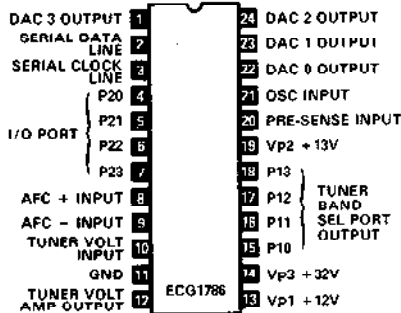 DAC 3 OUTPUT 1
SERIAL DATA LINE 2
SERIAL CLOCK LINE 3
P20 4
P21 5
I/O PORT
P22 6
P23 7
AFC + INPUT 8
AFC - INPUT 9
TUNER VOLT INPUT 10
GND 11
TUNER VOLT AMP OUTPUT 12
ECG1786
24 DAC 2 OUTPUT
23 DAC 1 OUTPUT
22 DAC 0 OUTPUT
21 OSC INPUT
20 PRE-SENSE INPUT
19 Vp2 + 13V
18 P13
17 P12
16 P11
15 P10
TUNER
BAND
SEL PORT
OUTPUT
14 Vp3 + 32V
13 Vp1 + 12V